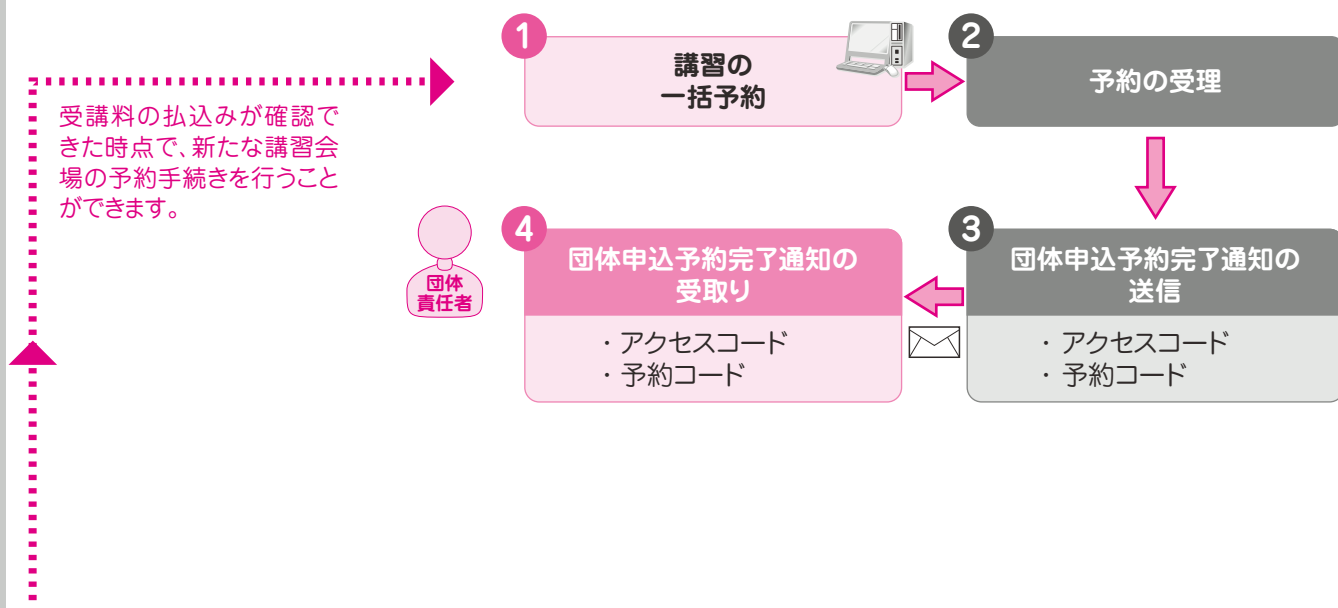 1
講習の
一括予約
2
予約の受理
受講料の払込みが確認で
きた時点で、新たな講習会
場の予約手続きを行うこと
ができます。
団体
責任者
4
団体申込予約完了通知の
受取り
・アクセスコード
・予約コード
3
団体申込予約完了通知の
送信
・アクセスコード
・予約コード